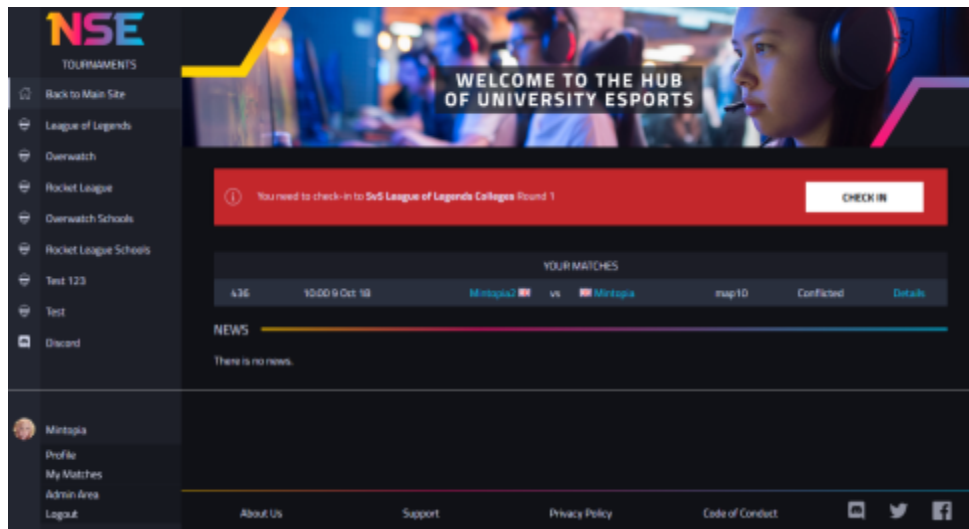 NSE
TOURNAMENTS
Back to Main Site
League of Legends
Overwatch
Rocket League
Overwatch Schools
Rocket League Schools
Test 123
Test
Discord
Mintopia
Profile
My Matches
Admin Area
Logout
WELCOME TO THE HUB
OF UNIVERSITY ESPORTS
You need to check-in to 5v5 League of Legends Colleges Round 1
CHECK IN
YOUR MATCHES
436 10:00 9 Oct 18 Mintopia2 vs Mintopia map10 Conflicted Details
NEWS
There is no news.
About Us Support Privacy Policy Code of Conduct